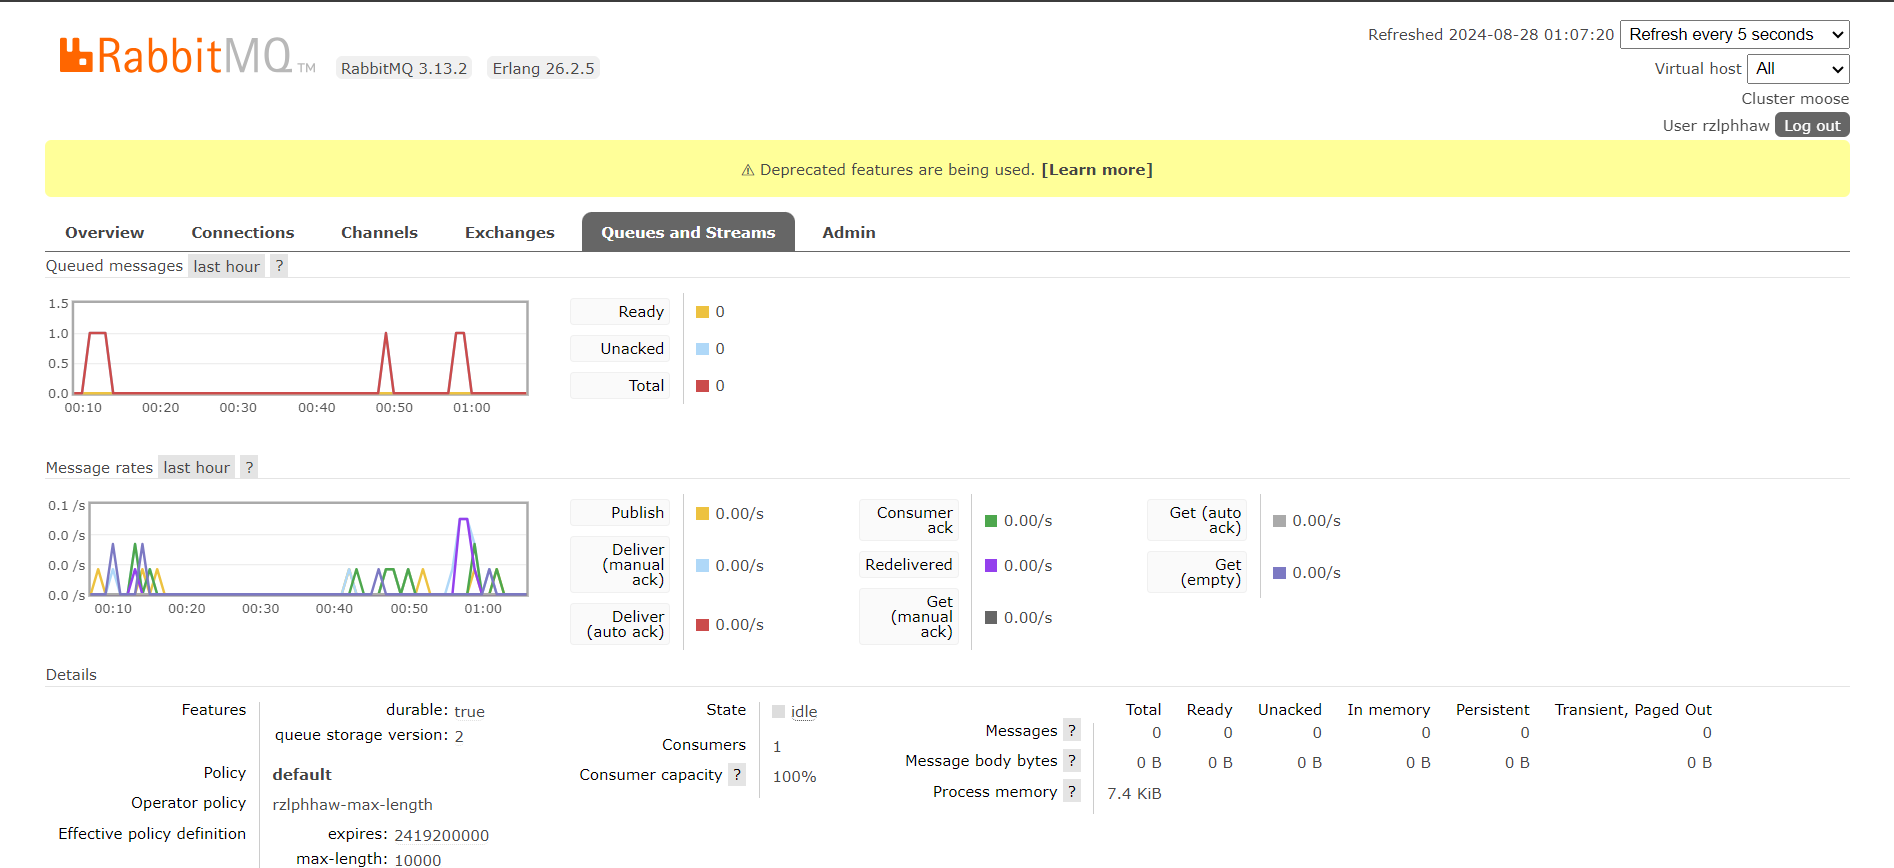 RabbitMQ TM RabbitMQ 3.13.2 Erlang 26.2.5
Refreshed 2024-08-28 01:07:20 Refresh every 5 seconds
Virtual host All
Cluster moose
User rzlphhaw Log out
⚠ Deprecated features are being used. [Learn more]
Overview Connections Channels Exchanges Queues and Streams Admin
Queued messages last hour ?
1.5
1.0
0.5
0.0
00:10 00:20 00:30 00:40 00:50 01:00
Ready 0
Unacked 0
Total 0
Message rates last hour ?
0.1 /s
0.0 /s
0.0 /s
0.0 /s
00:10 00:20 00:30 00:40 00:50 01:00
Publish 0.00/s
Deliver
(manual
ack) 0.00/s
Deliver
(auto ack) 0.00/s
Consumer
ack 0.00/s
Redelivered 0.00/s
Get
(manual
ack) 0.00/s
Get (auto
ack) 0.00/s
Get
(empty) 0.00/s
Details
Features durable: true
queue storage version: 2
Policy default
Operator policy rzlphhaw-max-length
Effective policy definition expires: 2419200000
max-length: 10000
State idle
Consumers 1
Consumer capacity ? 100%
Total Ready Unacked In memory Persistent Transient, Paged Out
Messages ? 0 0 0 0 0 0
Message body bytes ? 0 B 0 B 0 B 0 B 0 B 0 B
Process memory ? 7.4 KiB